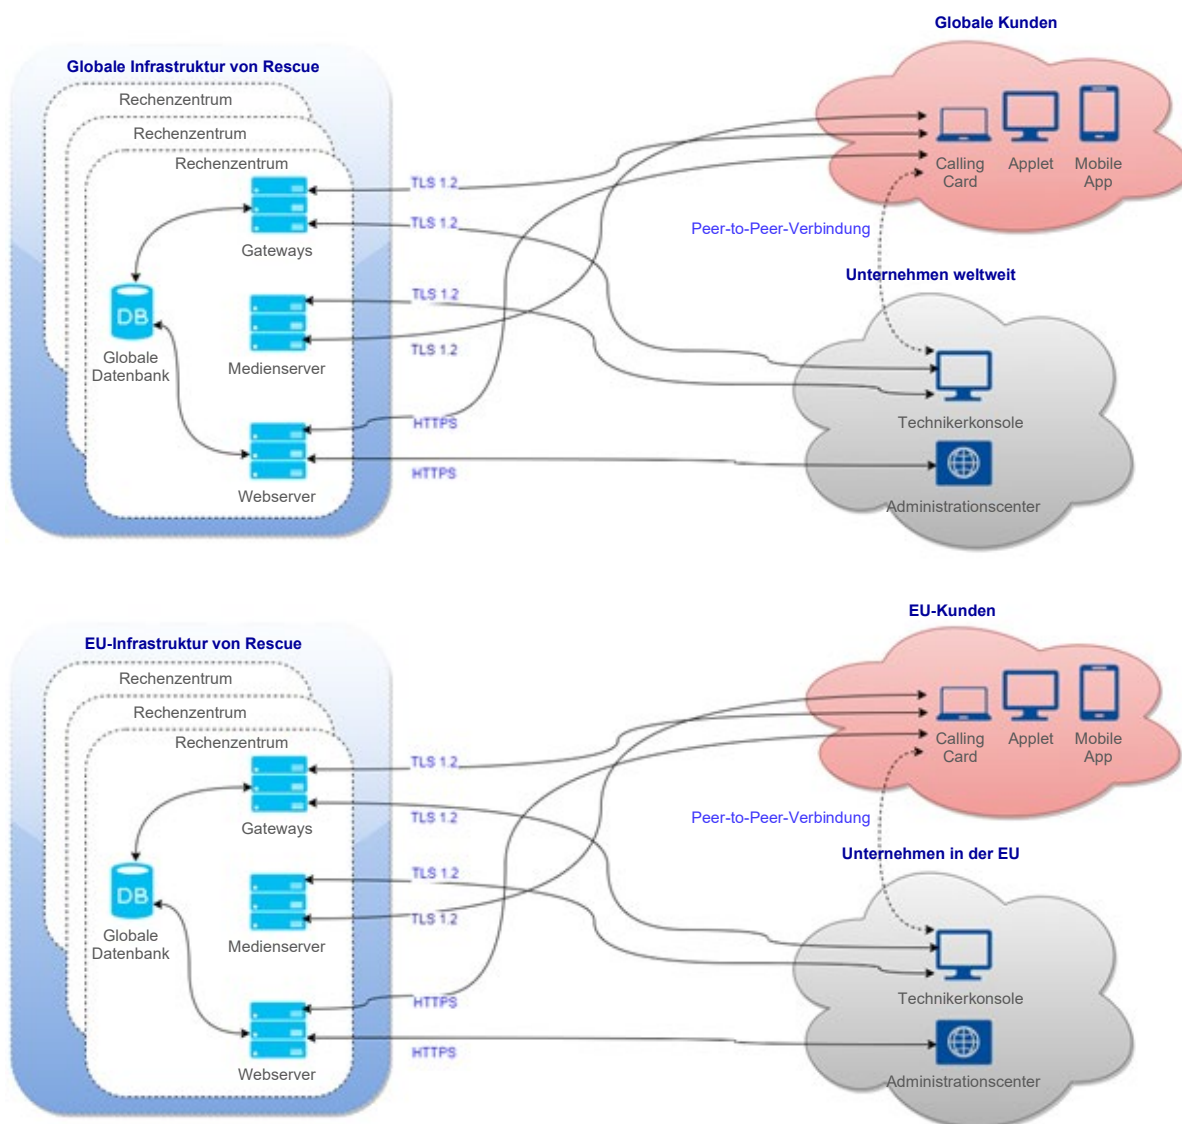 Globale Kunden
Globale Infrastruktur von Rescue
Rechenzentrum
Rechenzentrum
Rechenzentrum
Calling
Card
Applet
Mobile
App
TLS 1.2
TLS 1.2
Peer-to-Peer-Verbindung
Gateways
Unternehmen weltweit
TLS 1.2
DB
TLS 1.2
Globale
Datenbank
Medienserver
Technikerkonsole
HTTPS
HTTPS
Webserver
Administrationscenter
EU-Kunden
EU-Infrastruktur von Rescue
Rechenzentrum
Rechenzentrum
Rechenzentrum
Calling
Card
Applet
Mobile
App
TLS 1.2
TLS 1.2
Peer-to-Peer-Verbindung
Gateways
Unternehmen in der EU
TLS 1.2
DB
TLS 1.2
Globale
Datenbank
Medienserver
Technikerkonsole
HTTPS
HTTPS
Webserver
Administrationscenter